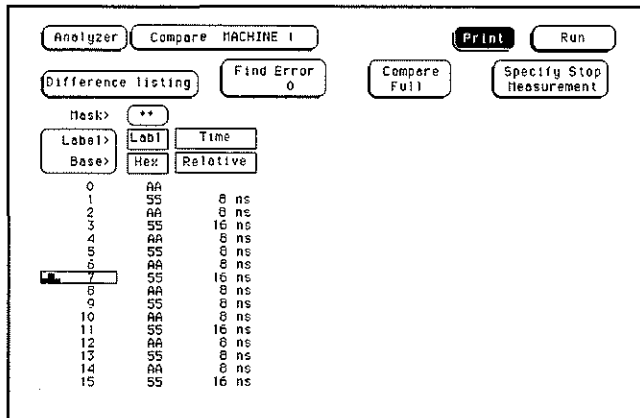 Analyzer Compare MACHINE 1 Print Run
Difference listing Find Error 0 Compare Full Specify Stop Measurement
Mask> **
Label> Labl Time
Base> Hex Relative
0 AA
1 55 8 ns
2 AA 8 ns
3 55 16 ns
4 AA 8 ns
5 55 8 ns
6 AA 8 ns
7 55 16 ns
8 AA 8 ns
9 55 8 ns
10 AA 8 ns
11 55 16 ns
12 AA 8 ns
13 55 8 ns
14 AA 8 ns
15 55 16 ns